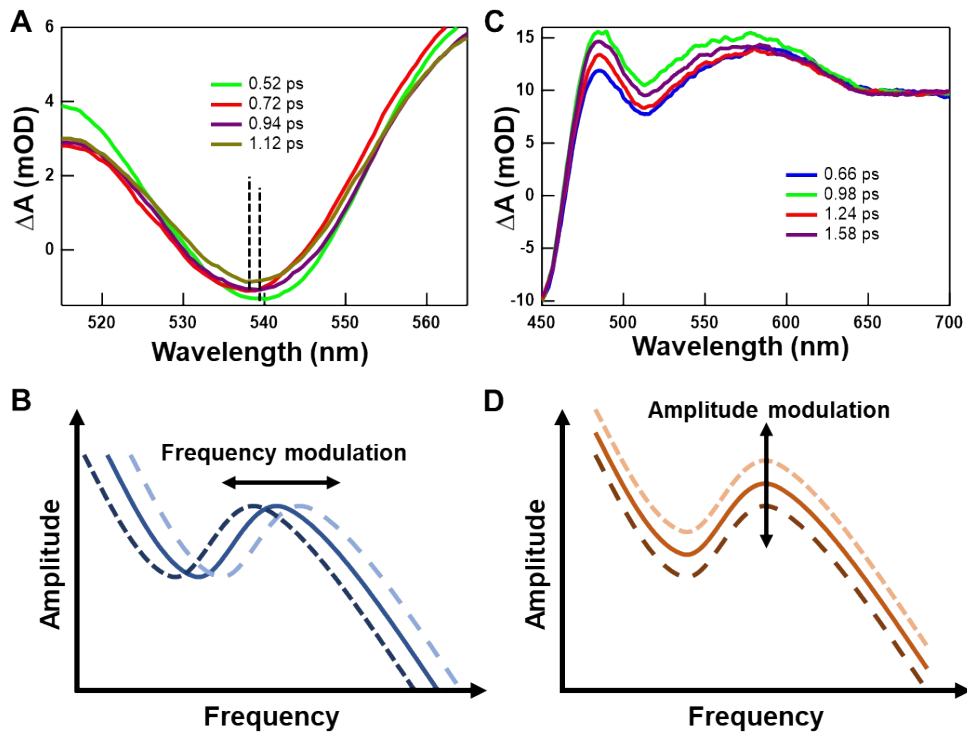 A
6
4
2
0
ΔA (mOD)
0.52 ps
0.72 ps
0.94 ps
1.12 ps
520
530
540
550
560
Wavelength (nm)
C
15
10
5
0
-5
-10
ΔA (mOD)
0.66 ps
0.98 ps
1.24 ps
1.58 ps
450
500
550
600
650
700
Wavelength (nm)
B
Frequency modulation
Amplitude
Frequency
D
Amplitude modulation
Amplitude
Frequency